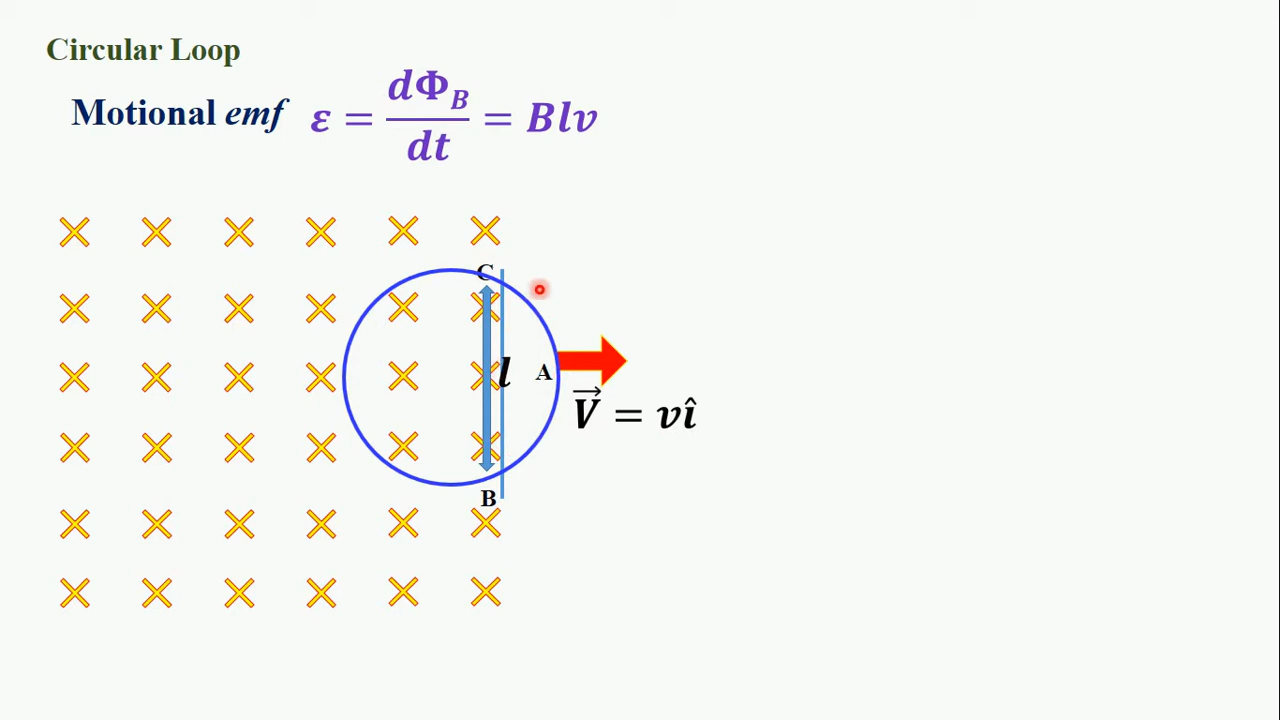 Circular Loop
Motional emf ε = dΦ_B/dt = Blv
C
l
A
V⃗ = vî
B